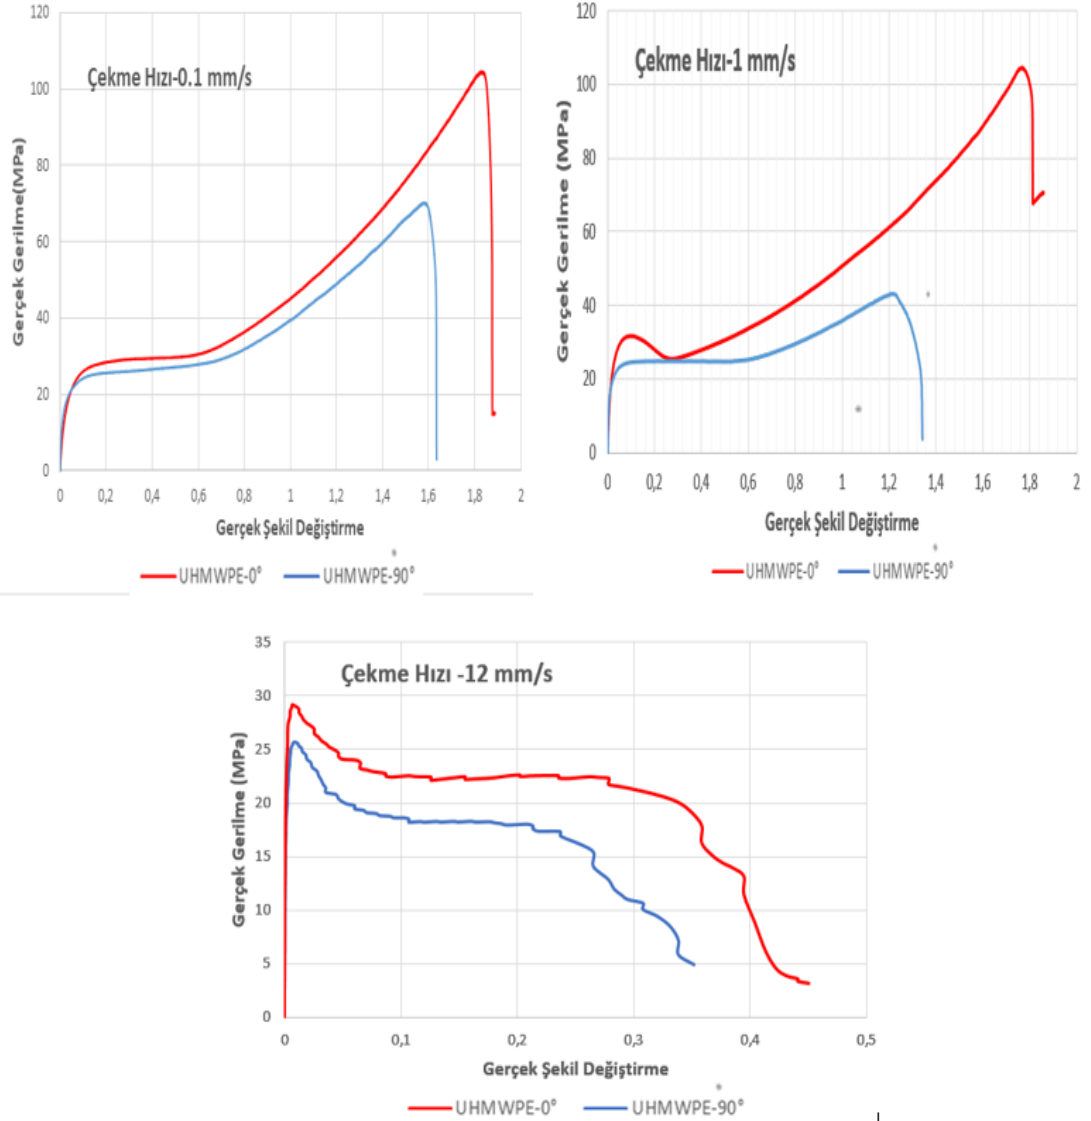 Çekme Hızı-0.1 mm/s
Gerçek Gerilme(MPa)
120
100
80
60
40
20
0
0 0,2 0,4 0,6 0,8 1 1,2 1,4 1,6 1,8 2
Gerçek Şekil Değiştirme
UHMWPE-0° UHMWPE-90°
Çekme Hızı-1 mm/s
Gerçek Gerilme (MPa)
120
100
80
60
40
20
0
0 0,2 0,4 0,6 0,8 1 1,2 1,4 1,6 1,8 2
Gerçek Şekil Değiştirme
UHMWPE-0° UHMWPE-90°
Çekme Hızı -12 mm/s
Gerçek Gerilme (MPa)
35
30
25
20
15
10
5
0
0 0,1 0,2 0,3 0,4 0,5
Gerçek Şekil Değiştirme
UHMWPE-0° UHMWPE-90°